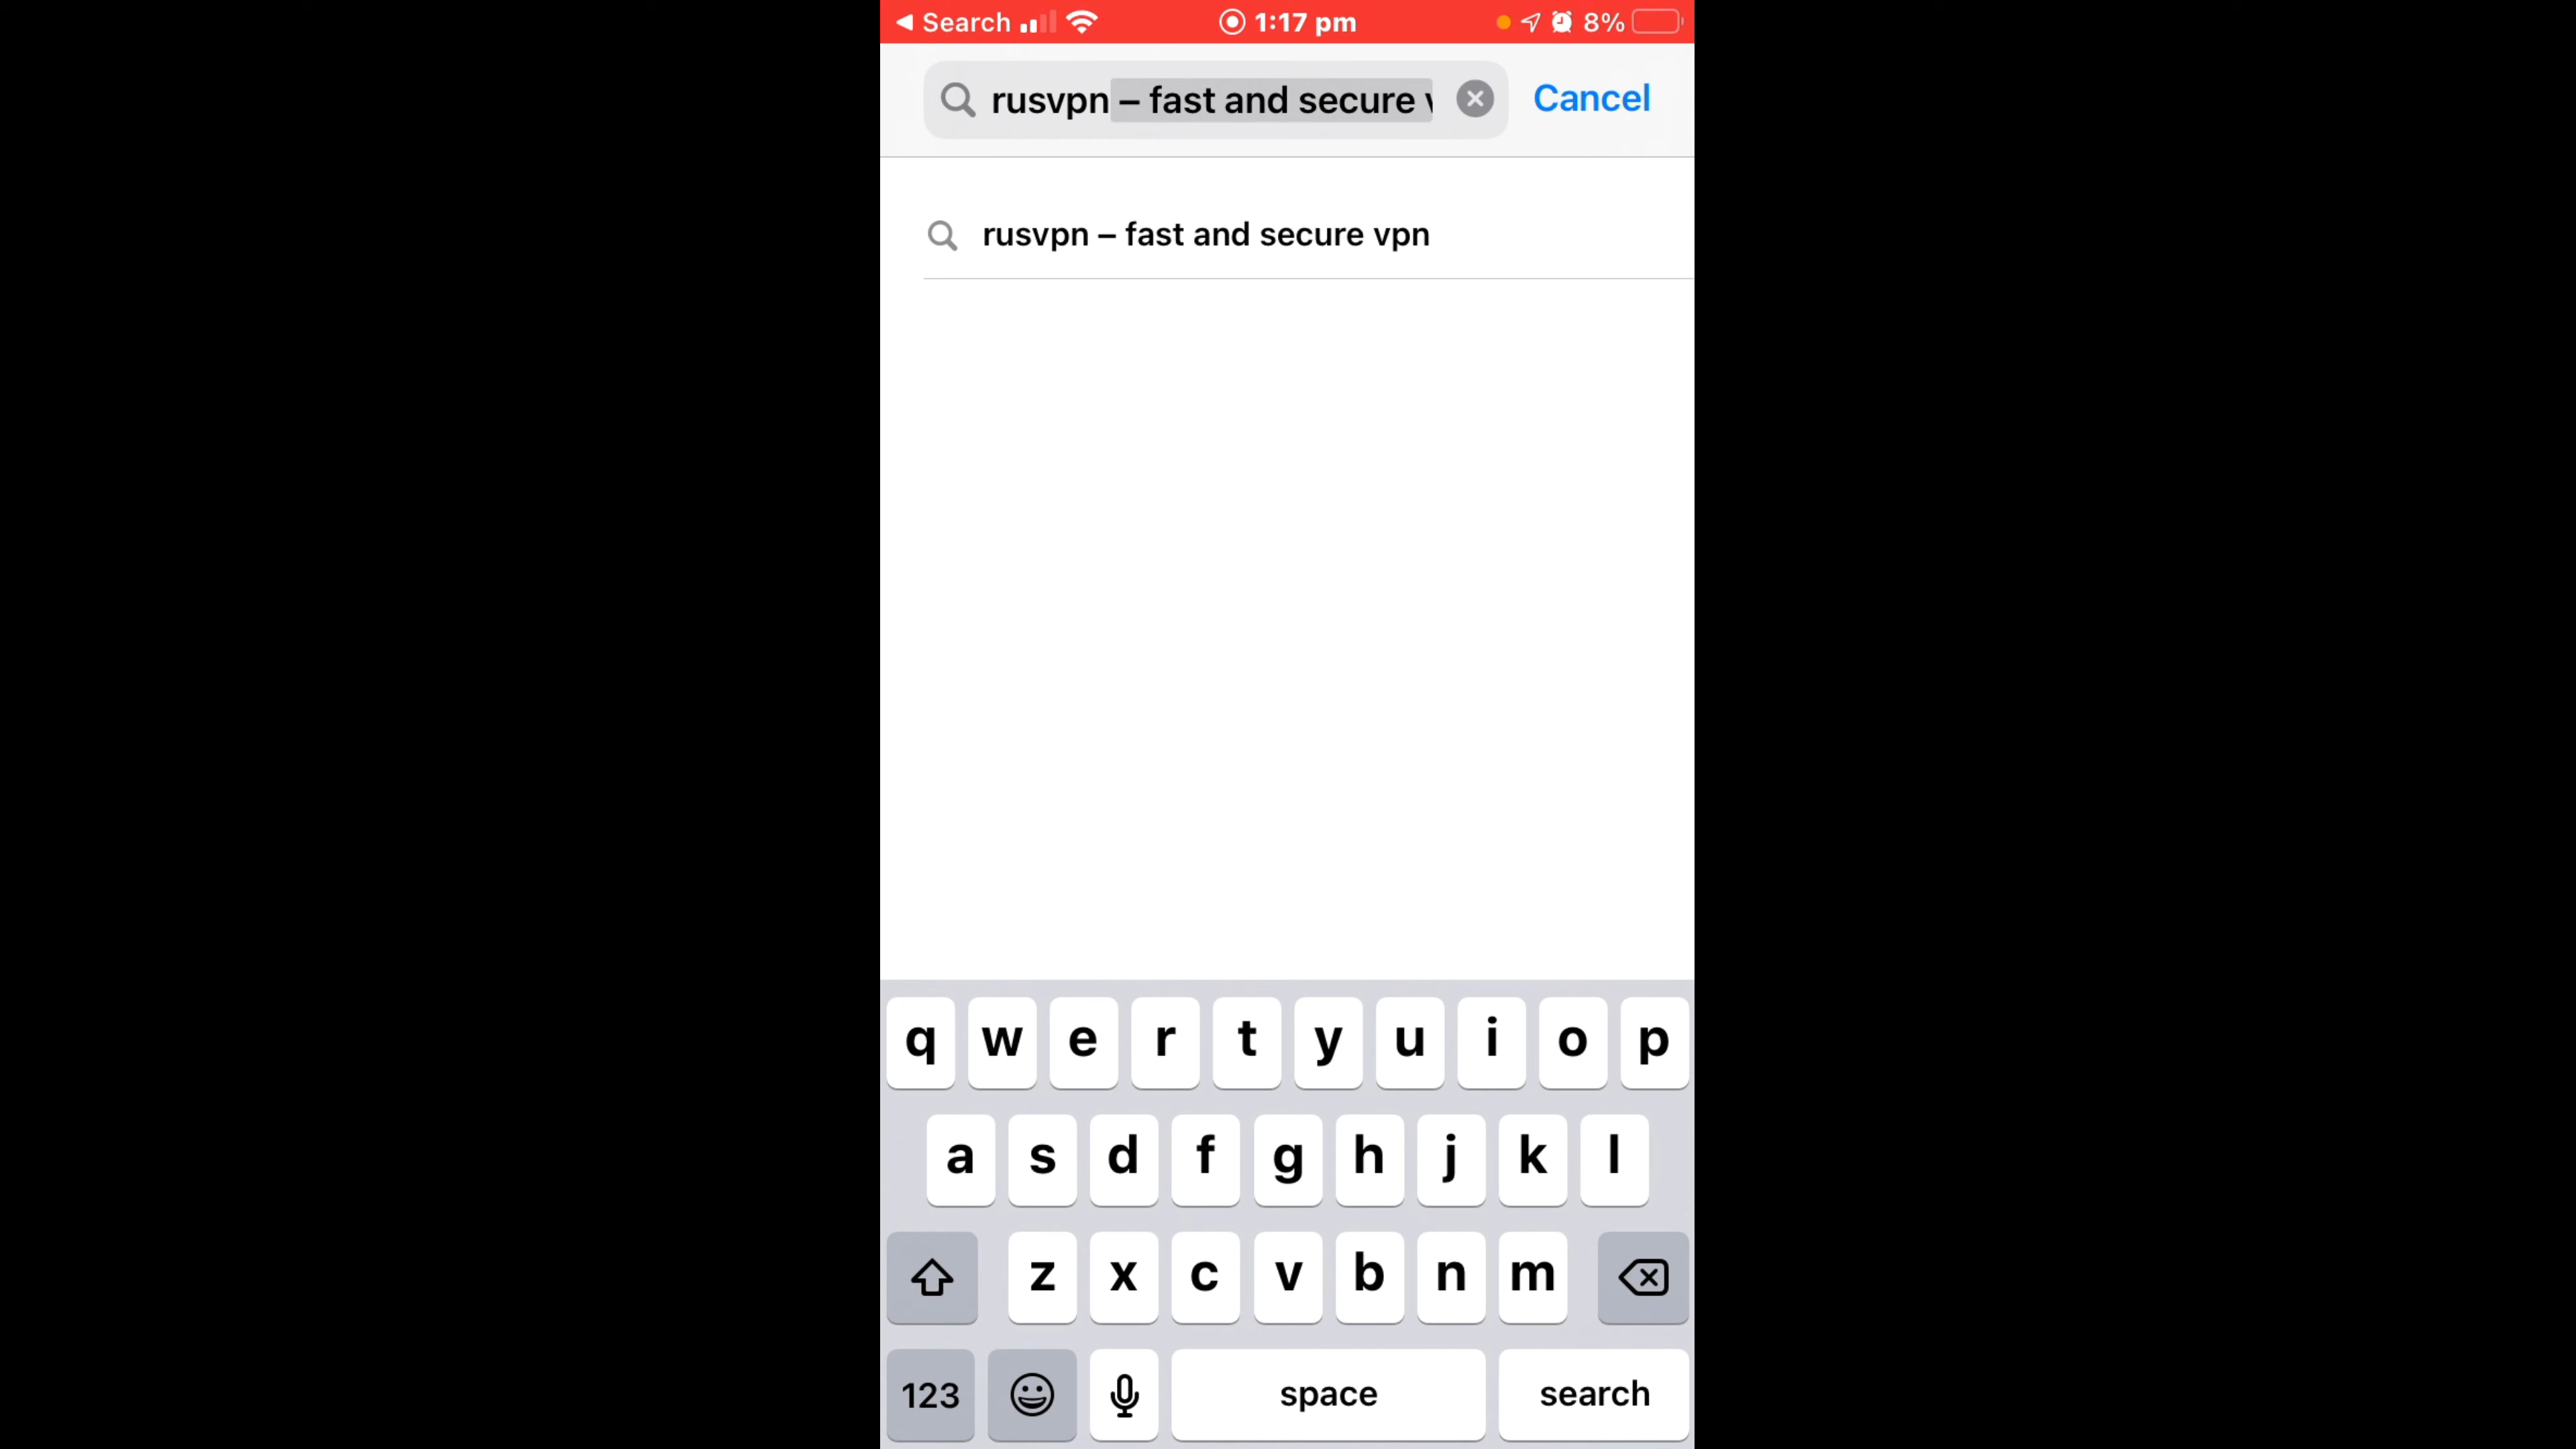 Search 1:17 pm 8%
rusvpn – fast and secure Cancel
rusvpn – fast and secure vpn
q w e r t y u i o p
a s d f g h j k l
z x c v b n m
123 space search